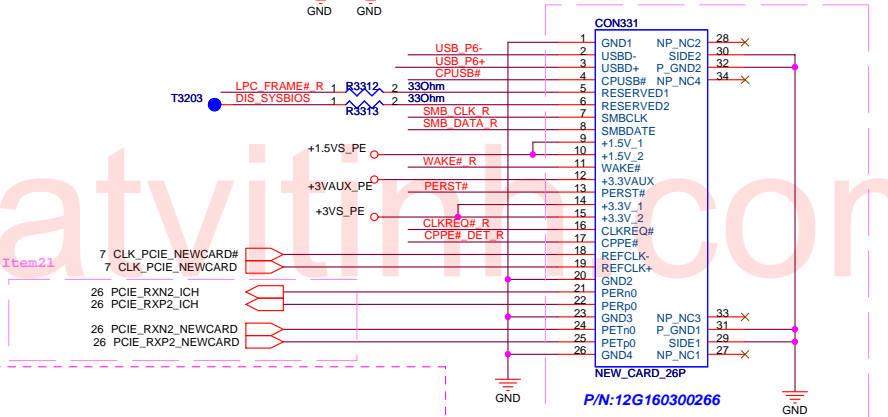 GND GND
CON331
1 GND1 NP_NC2 28
USB_P6- 2 USBD- SIDE2 30
USB_P6+ 3 USBD+ P_GND2 32
CPUSB# 4 CPUSB# NP_NC4 34
LPC_FRAME#_R 1 R3312 2 33Ohm 5 RESERVED1
T3203 DIS_SYSBIOS 1 R3313 2 33Ohm 6 RESERVED2
SMB_CLK_R 7 SMBCLK
SMB_DATA_R 8 SMBDATE
9 +1.5V_1
+1.5VS_PE 10 +1.5V_2
WAKE#_R 11 WAKE#
+3VAUX_PE 12 +3.3VAUX
PERST# 13 PERST#
14 +3.3V_1
+3VS_PE 15 +3.3V_2
CLKREQ#_R 16 CLKREQ#
CPPE#_DET_R 17 CPPE#
7 CLK_PCIE_NEWCARD# 18 REFCLK-
7 CLK_PCIE_NEWCARD 19 REFCLK+
Item21
20 GND2
26 PCIE_RXN2_ICH 21 PERn0
26 PCIE_RXP2_ICH 22 PERp0
23 GND3 NP_NC3 33
26 PCIE_RXN2_NEWCARD 24 PETn0 P_GND1 31
26 PCIE_RXP2_NEWCARD 25 PETp0 SIDE1 29
26 GND4 NP_NC1 27
NEW_CARD_26P
GND P/N:12G160300266 GND
atvitinh.com